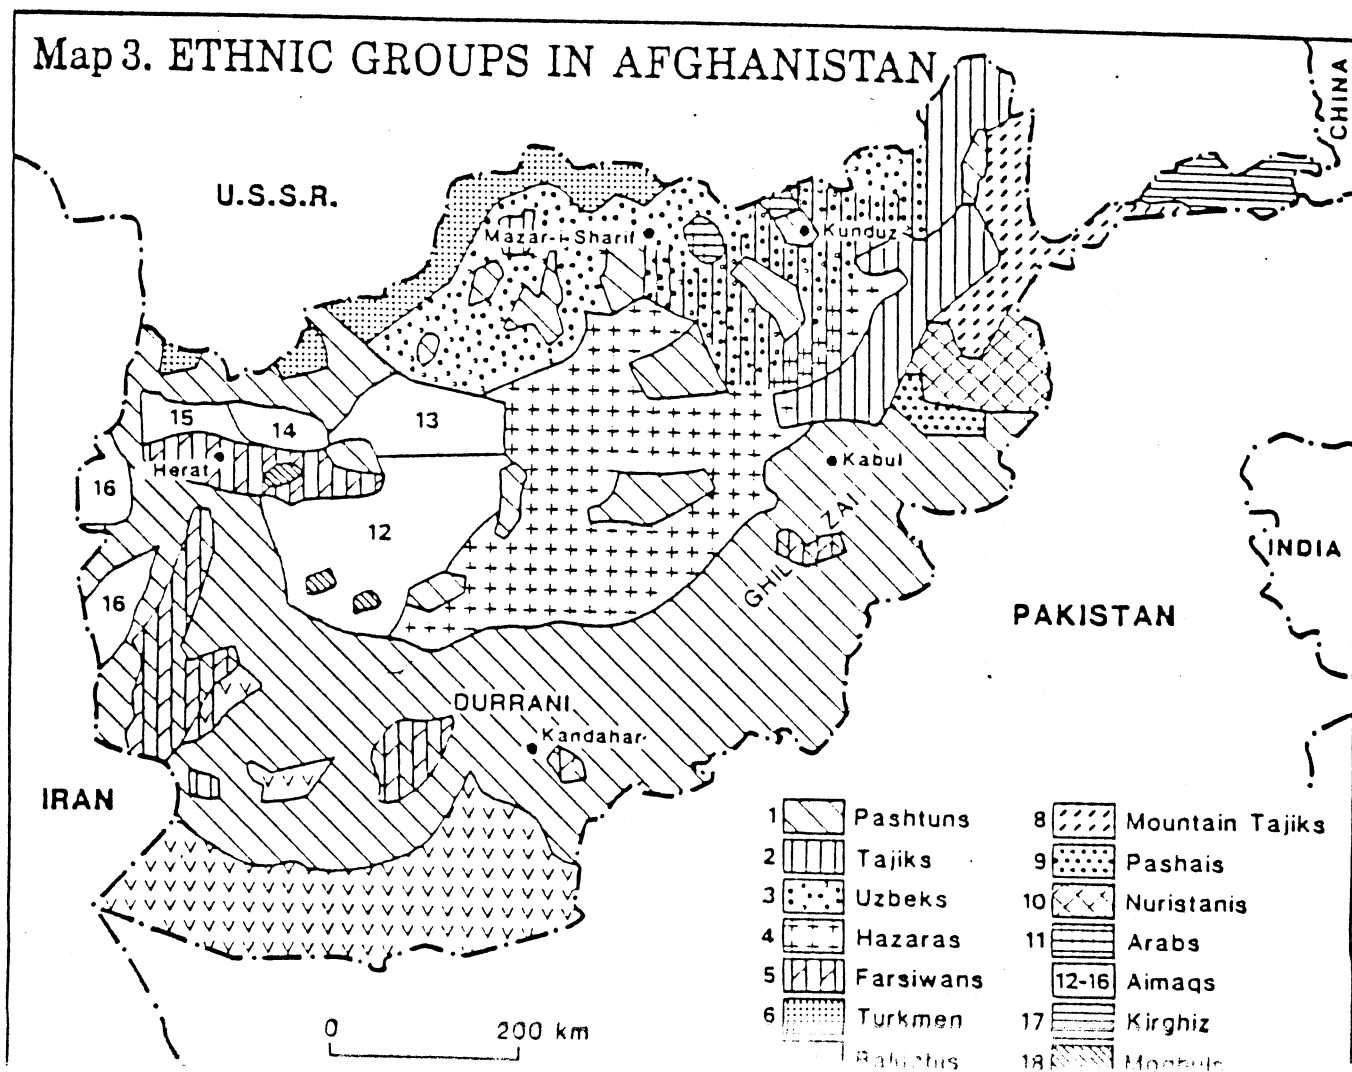 Map 3. ETHNIC GROUPS IN AFGHANISTAN
CHINA
U.S.S.R.
Mazar-i-Sharif
Kunduz
15
14
13
Herat
Kabul
16
12
GHILZAI
INDIA
16
PAKISTAN
DURRANI
Kandahar
IRAN
1 Pashtuns
2 Tajiks
3 Uzbeks
4 Hazaras
5 Farsiwans
6 Turkmen
8 Mountain Tajiks
9 Pashais
10 Nuristanis
11 Arabs
12-16 Aimaqs
17 Kirghiz
18
0 200 km